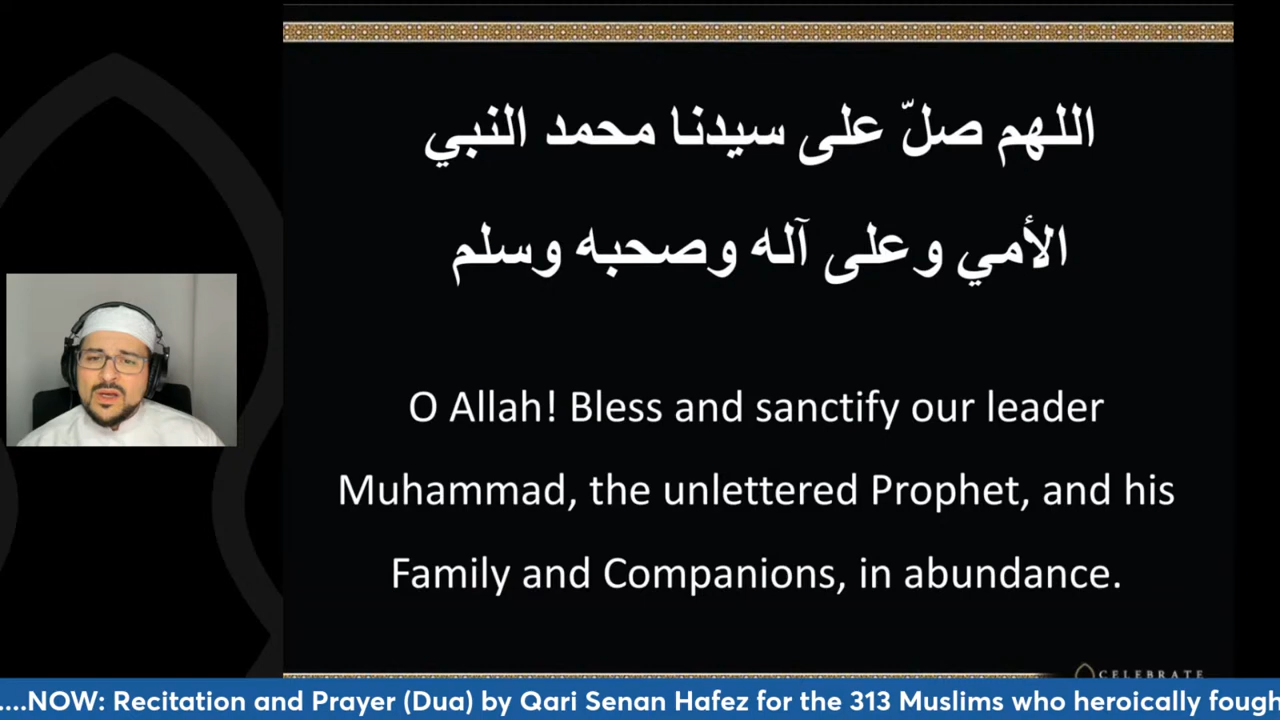 اللهم صلّ على سيدنا محمد النبي
الأمي وعلى آله وصحبه وسلم
O Allah! Bless and sanctify our leader
Muhammad, the unlettered Prophet, and his
Family and Companions, in abundance.
CELEBRATE
....NOW: Recitation and Prayer (Dua) by Qari Senan Hafez for the 313 Muslims who heroically fough